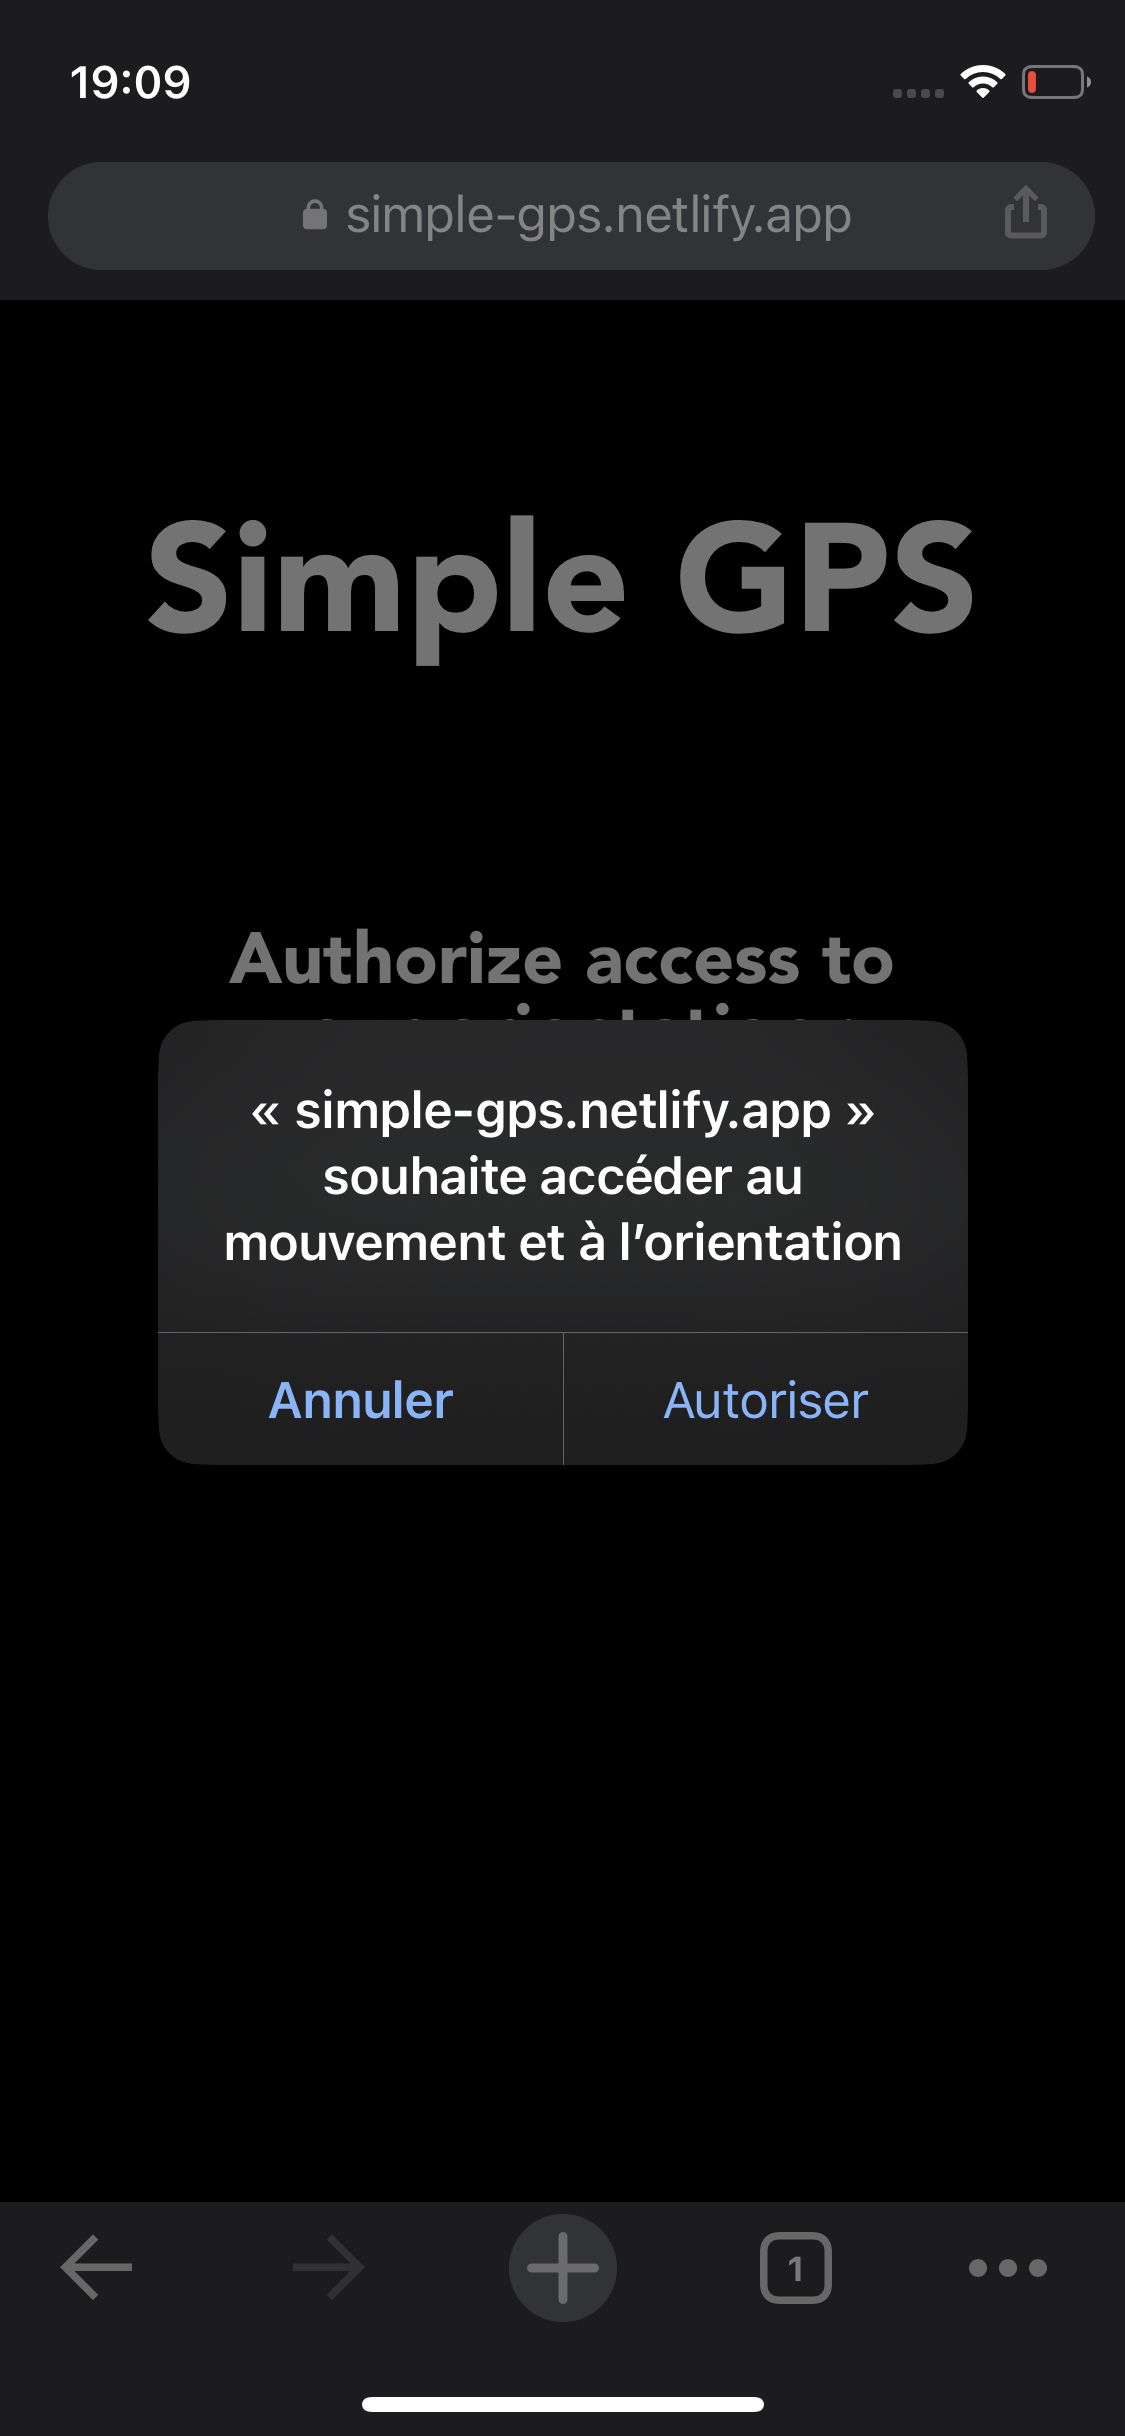 19:09
simple-gps.netlify.app
Simple GPS
Authorize access to
« simple-gps.netlify.app »
souhaite accéder au
mouvement et à l’orientation
Annuler
Autoriser
1